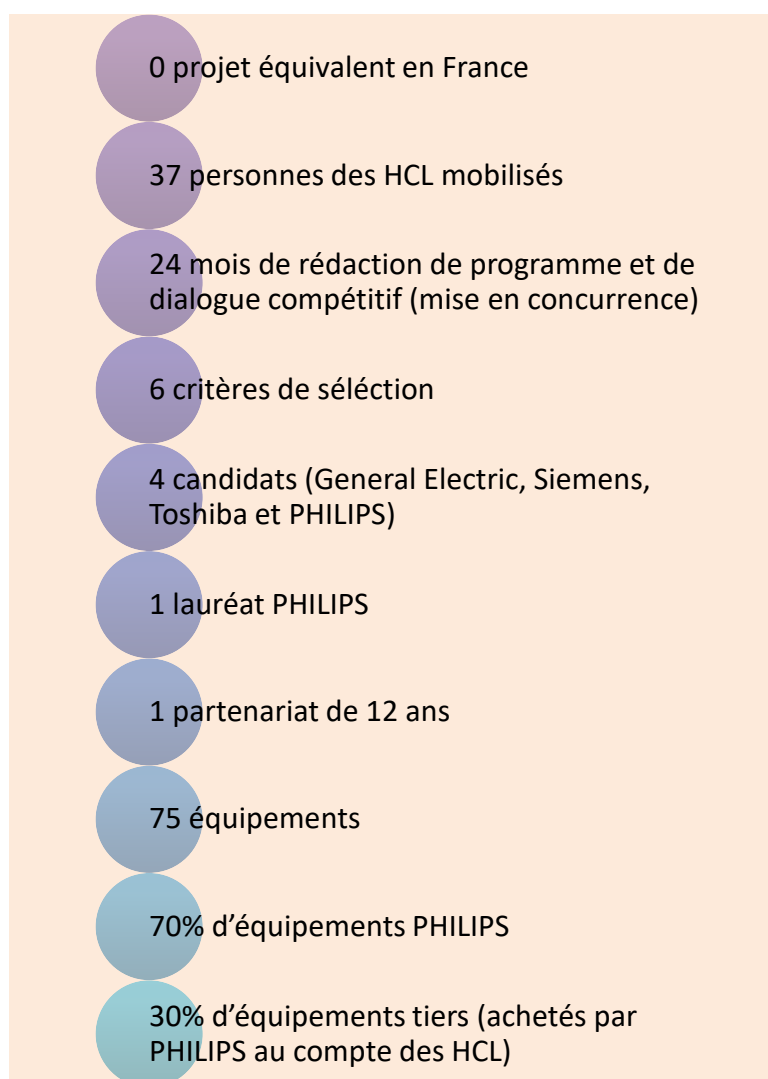 0 projet équivalent en France
37 personnes des HCL mobilisés
24 mois de rédaction de programme et de
dialogue compétitif (mise en concurrence)
6 critères de séléction
4 candidats (General Electric, Siemens,
Toshiba et PHILIPS)
1 lauréat PHILIPS
1 partenariat de 12 ans
75 équipements
70% d’équipements PHILIPS
30% d’équipements tiers (achetés par
PHILIPS au compte des HCL)